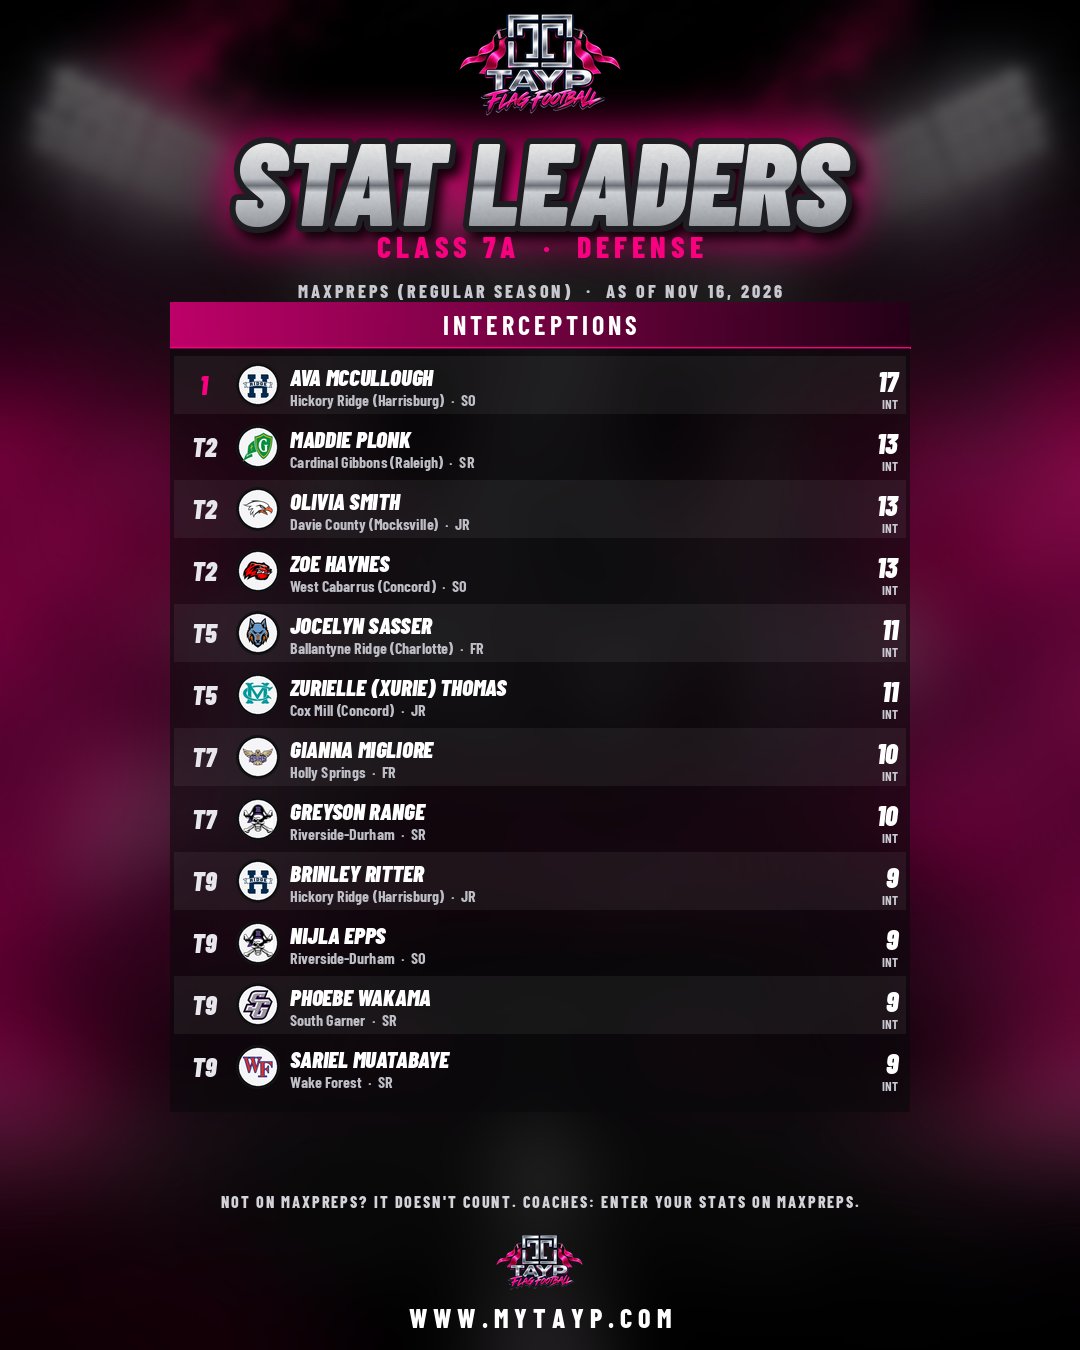 TAYP
FLAG FOOTBALL
STAT LEADERS
CLASS 7A · DEFENSE
MAXPREPS (REGULAR SEASON) · AS OF NOV 16, 2026
INTERCEPTIONS
1 AVA MCCULLOUGH 17
Hickory Ridge (Harrisburg) · SO INT
T2 MADDIE PLONK 13
Cardinal Gibbons (Raleigh) · SR INT
T2 OLIVIA SMITH 13
Davie County (Mocksville) · JR INT
T2 ZOE HAYNES 13
West Cabarrus (Concord) · SO INT
T5 JOCELYN SASSER 11
Ballantyne Ridge (Charlotte) · FR INT
T5 ZURIELLE (XURIE) THOMAS 11
Cox Mill (Concord) · JR INT
T7 GIANNA MIGLIORE 10
Holly Springs · FR INT
T7 GREYSON RANGE 10
Riverside-Durham · SR INT
T9 BRINLEY RITTER 9
Hickory Ridge (Harrisburg) · JR INT
T9 NIJLA EPPS 9
Riverside-Durham · SO INT
T9 PHOEBE WAKAMA 9
South Garner · SR INT
T9 SARIEL MUATABAYE 9
Wake Forest · SR INT
NOT ON MAXPREPS? IT DOESN'T COUNT. COACHES: ENTER YOUR STATS ON MAXPREPS.
TAYP
FLAG FOOTBALL
WWW.MYTAYP.COM